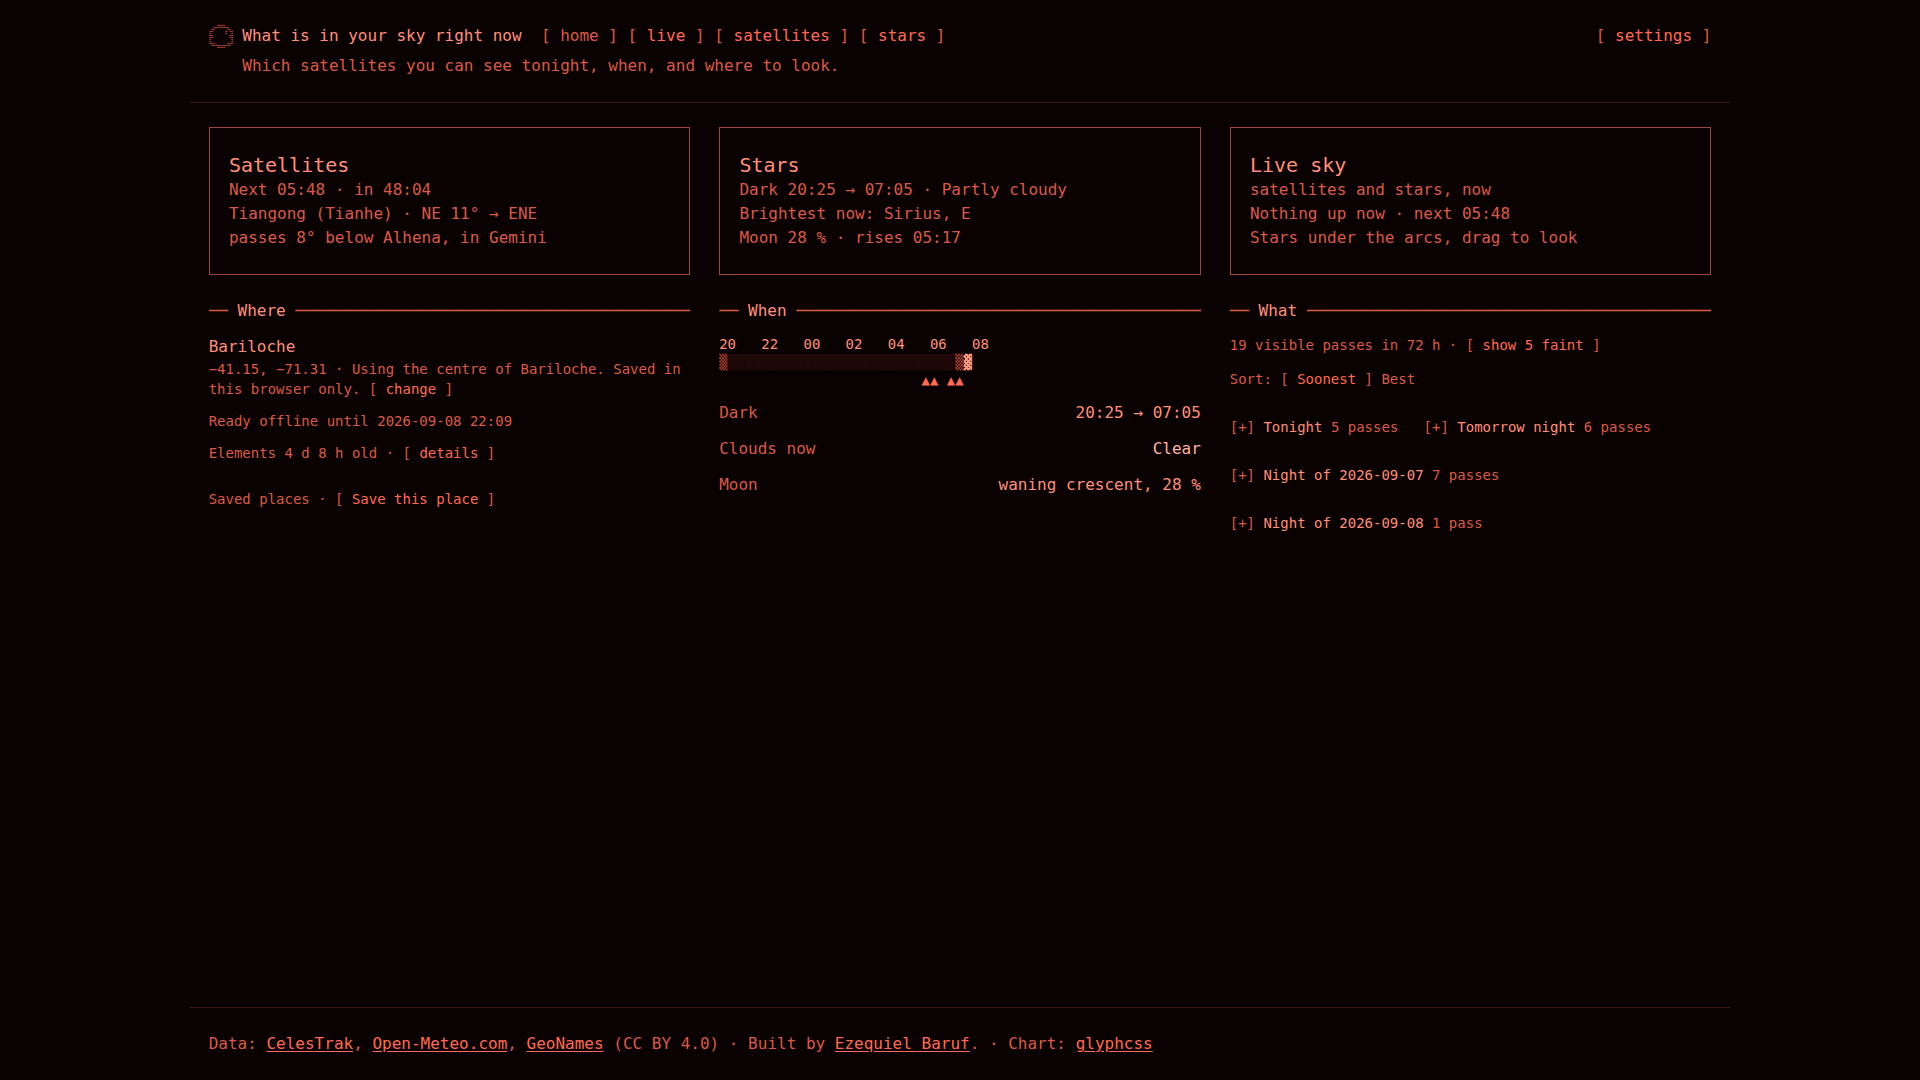 What is in your sky right now [ home ] [ live ] [ satellites ] [ stars ] [ settings ]
Which satellites you can see tonight, when, and where to look.
Satellites
Next 05:48 · in 48:04
Tiangong (Tianhe) · NE 11° → ENE
passes 8° below Alhena, in Gemini
Stars
Dark 20:25 → 07:05 · Partly cloudy
Brightest now: Sirius, E
Moon 28 % · rises 05:17
Live sky
satellites and stars, now
Nothing up now · next 05:48
Stars under the arcs, drag to look
Where
Bariloche
−41.15, −71.31 · Using the centre of Bariloche. Saved in
this browser only. [ change ]
Ready offline until 2026-09-08 22:09
Elements 4 d 8 h old · [ details ]
Saved places · [ Save this place ]
When
20 22 00 02 04 06 08
▲▲ ▲▲
Dark 20:25 → 07:05
Clouds now Clear
Moon waning crescent, 28 %
What
19 visible passes in 72 h · [ show 5 faint ]
Sort: [ Soonest ] Best
[+] Tonight 5 passes [+] Tomorrow night 6 passes
[+] Night of 2026-09-07 7 passes
[+] Night of 2026-09-08 1 pass
Data: CelesTrak, Open-Meteo.com, GeoNames (CC BY 4.0) · Built by Ezequiel Baruf. · Chart: glyphcss